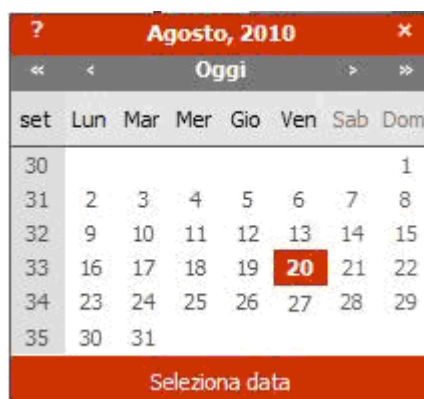 ? Agosto, 2010 ×
« ‹ Oggi › »
set Lun Mar Mer Gio Ven Sab Dom
30 1
31 2 3 4 5 6 7 8
32 9 10 11 12 13 14 15
33 16 17 18 19 20 21 22
34 23 24 25 26 27 28 29
35 30 31
Seleziona data